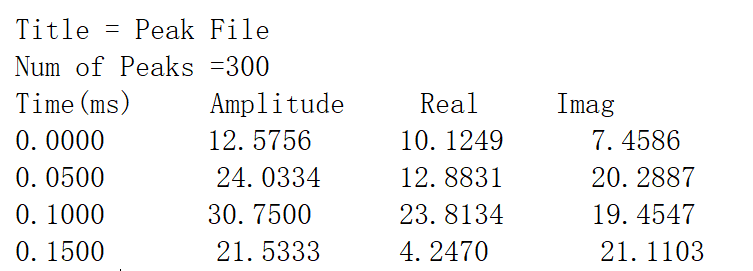 Title = Peak File
Num of Peaks =300
Time(ms) Amplitude Real Imag
0.0000 12.5756 10.1249 7.4586
0.0500 24.0334 12.8831 20.2887
0.1000 30.7500 23.8134 19.4547
0.1500 21.5333 4.2470 21.1103